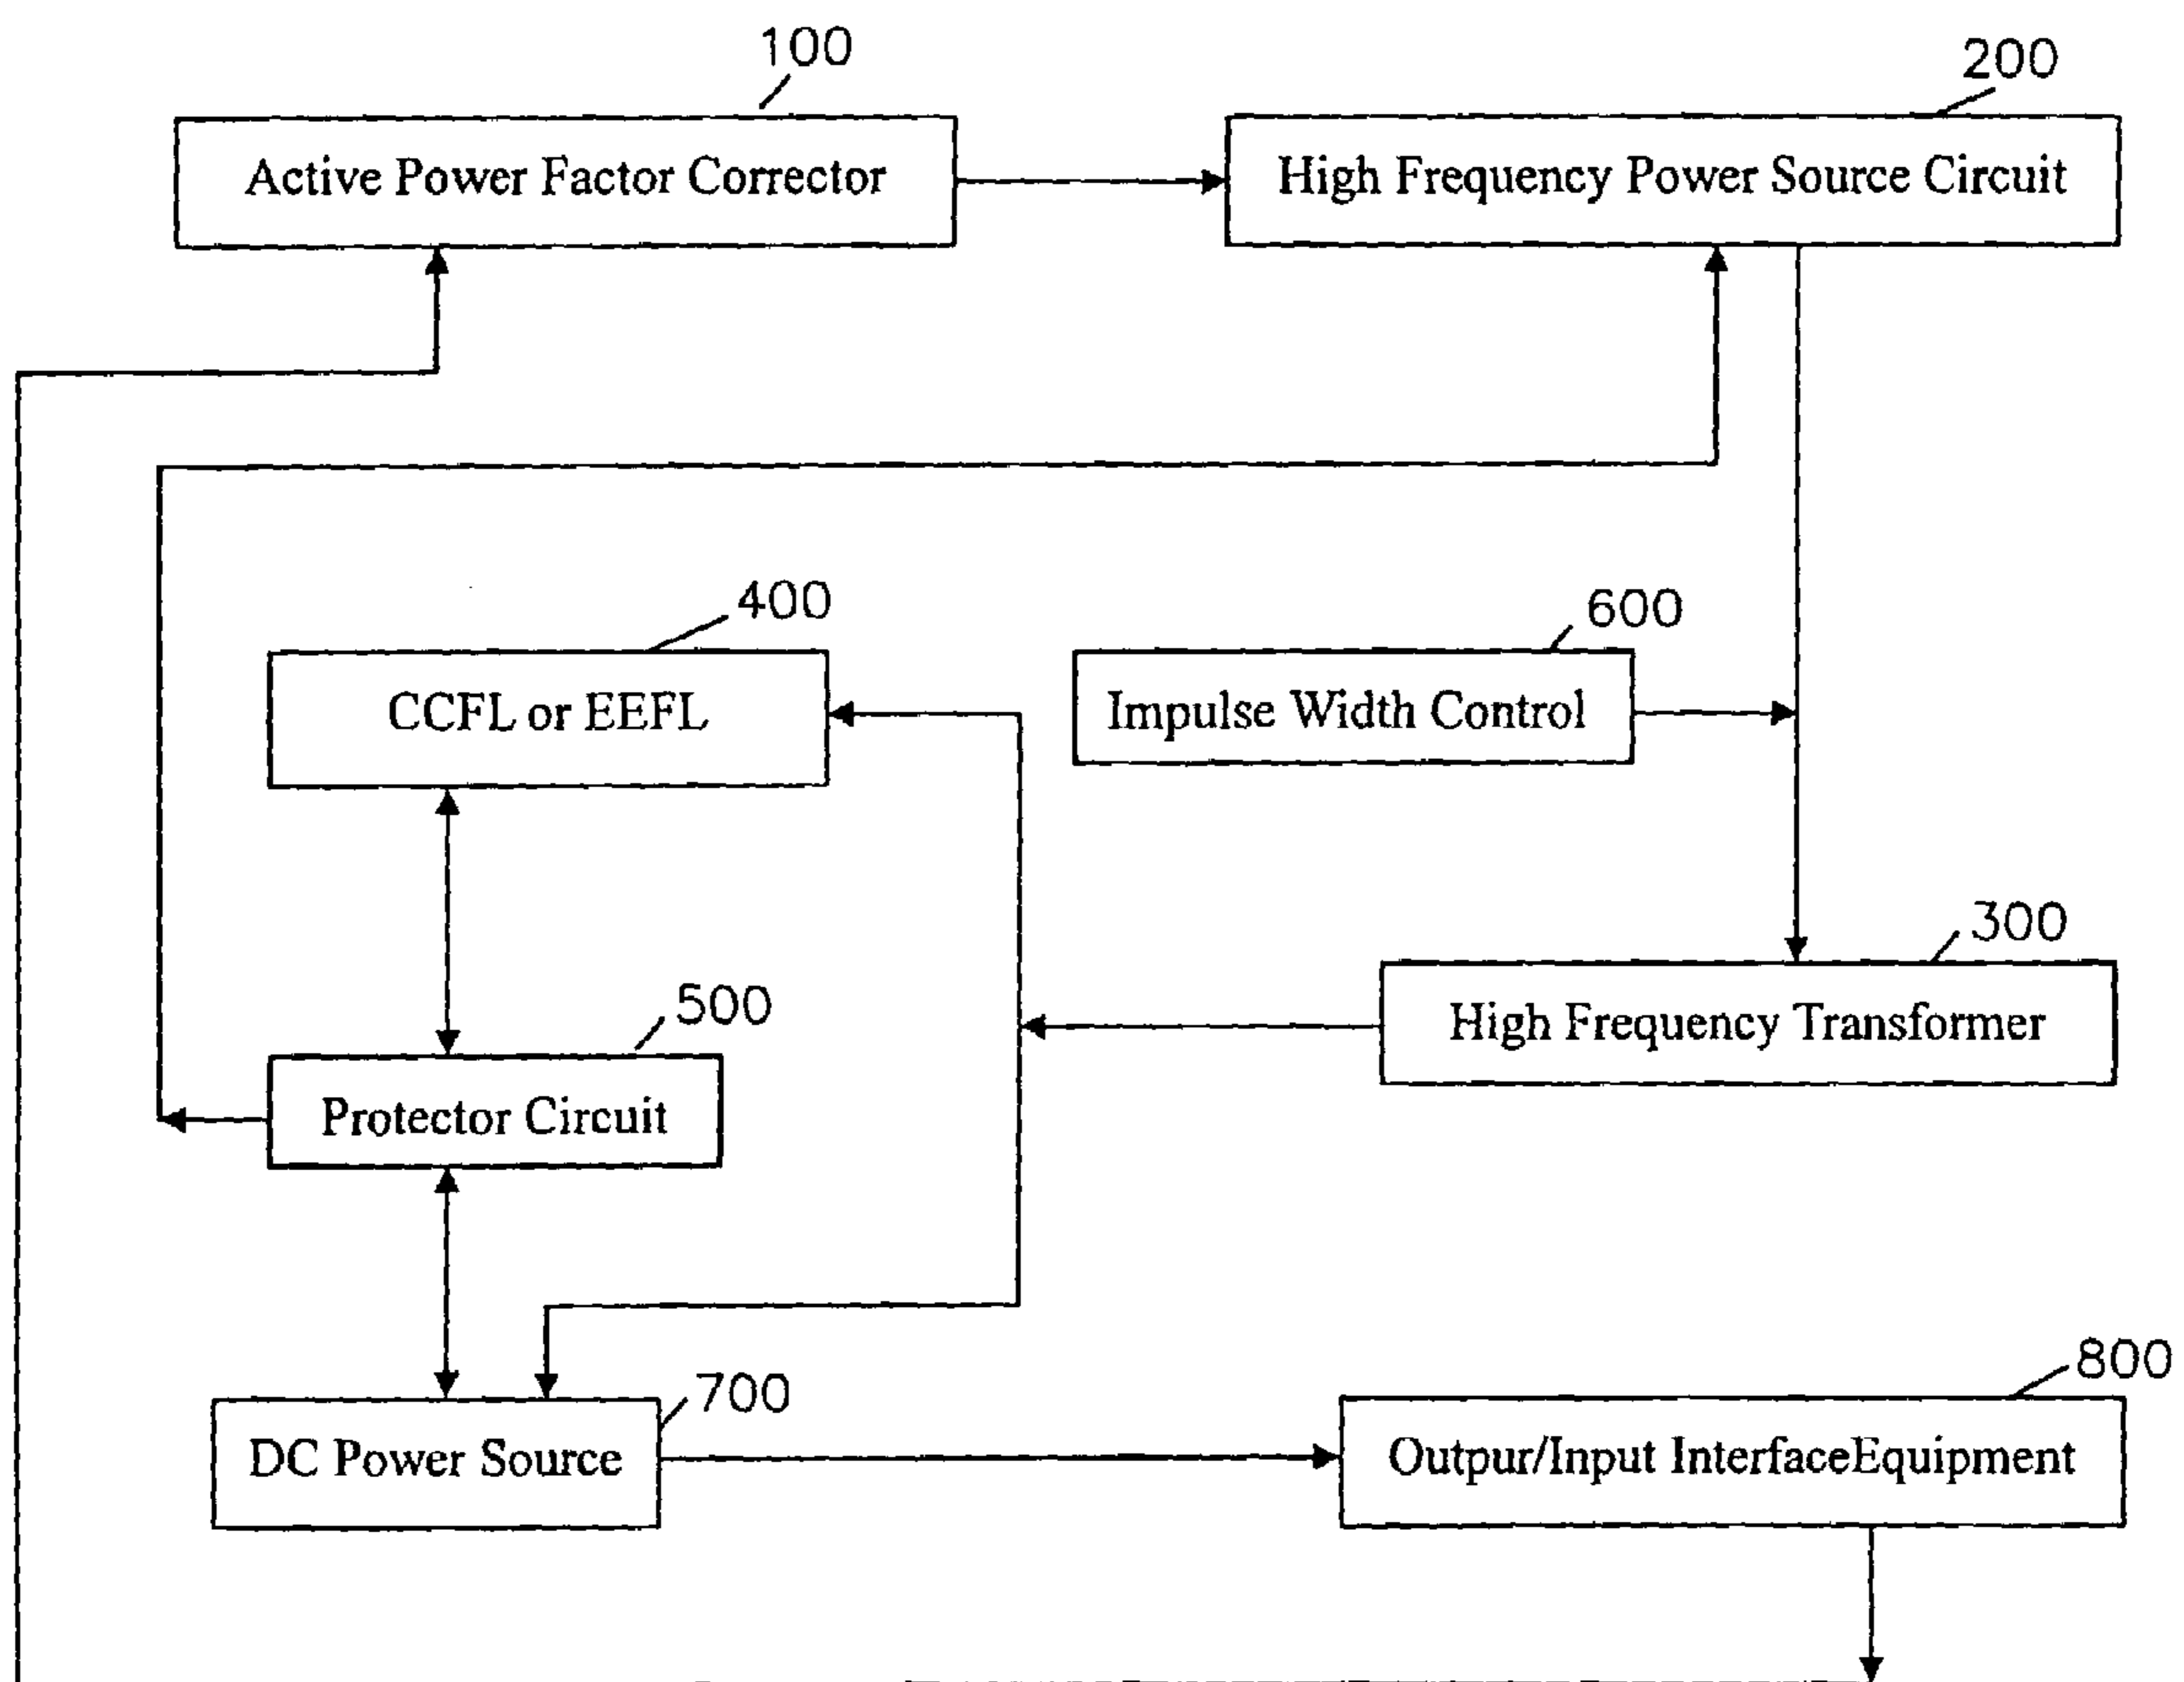 100
200
Active Power Factor Corrector
High Frequency Power Source Circuit
400
600
CCFL or EEFL
Impulse Width Control
300
500
High Frequency Transformer
Protector Circuit
800
700
DC Power Source
Outpur/Input InterfaceEquipment